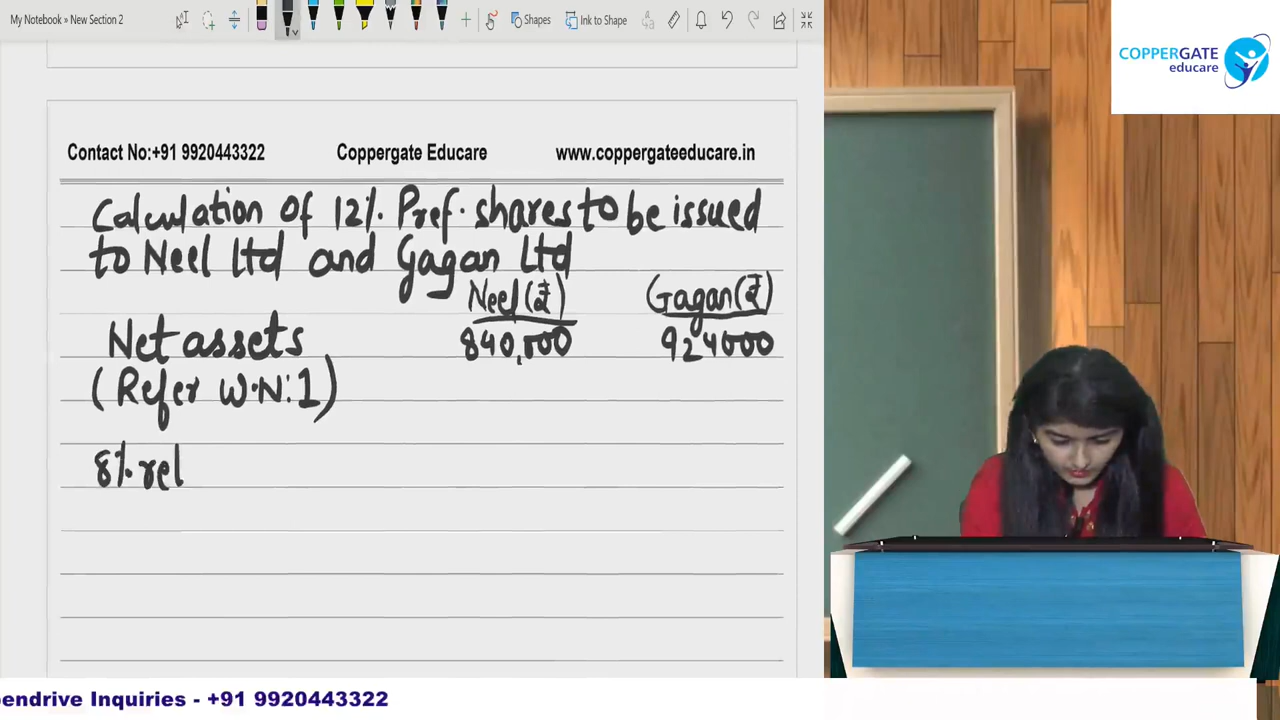 My Notebook » New Section 2
Shapes
Ink to Shape
COPPERGATE
educare
Contact No:+91 9920443322 Coppergate Educare www.coppergateeducare.in
Calculation of 12%. Pref. shares to be issued
to Neel Ltd and Gagan Ltd
Neel (₹) Gagan (₹)
Net assets 840,000 924000
(Refer W.N:1)
8%. rel
pendrive Inquiries - +91 9920443322